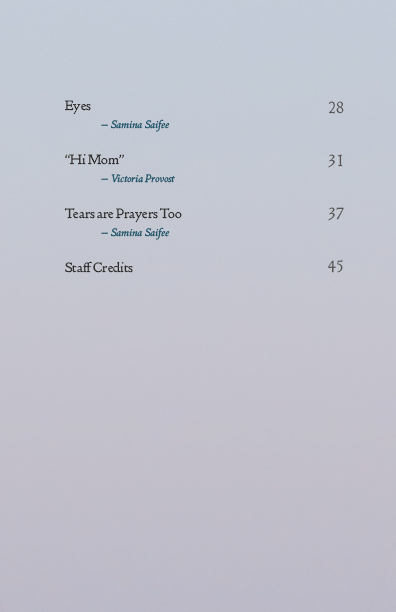 Eyes 28
– Samina Saifee
“Hi Mom” 31
– Victoria Provost
Tears are Prayers Too 37
– Samina Saifee
Staff Credits 45